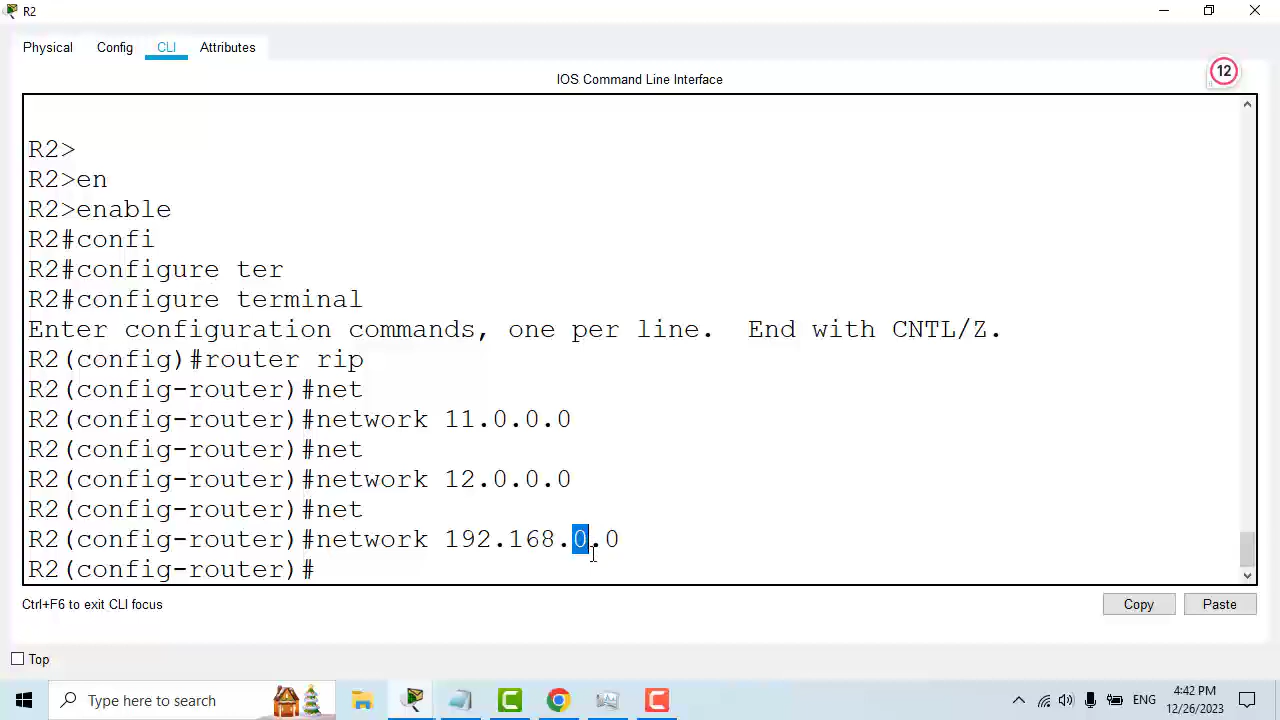 R2
Physical Config CLI Attributes
IOS Command Line Interface
12
R2>
R2>en
R2>enable
R2#confi
R2#configure ter
R2#configure terminal
Enter configuration commands, one per line.  End with CNTL/Z.
R2(config)#router rip
R2(config-router)#net
R2(config-router)#network 11.0.0.0
R2(config-router)#net
R2(config-router)#network 12.0.0.0
R2(config-router)#net
R2(config-router)#network 192.168.0.0
R2(config-router)#
Ctrl+F6 to exit CLI focus
Copy Paste
Top
Type here to search
ENG
4:42 PM
12/26/2023